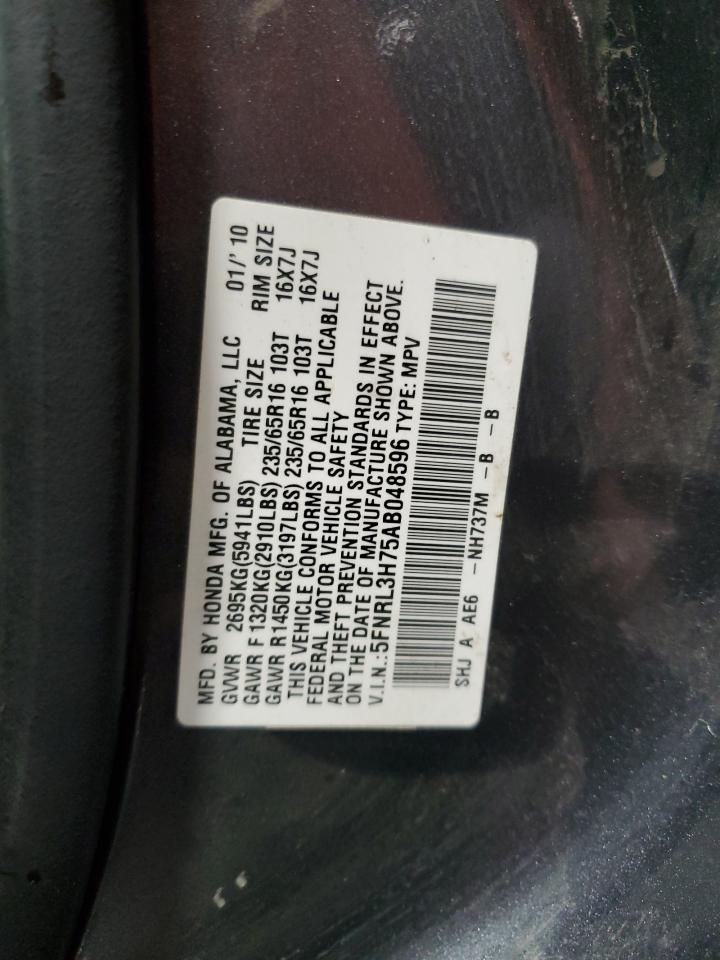 MFD. BY HONDA MFG. OF ALABAMA, LLC 01/' 10
GVWR 2695KG(5941LBS) TIRE SIZE RIM SIZE
GAWR F 1320KG(2910LBS) 235/65R16 103T 16X7J
GAWR R 1450KG(3197LBS) 235/65R16 103T 16X7J
THIS VEHICLE CONFORMS TO ALL APPLICABLE
FEDERAL MOTOR VEHICLE SAFETY
AND THEFT PREVENTION STANDARDS IN EFFECT
ON THE DATE OF MANUFACTURE SHOWN ABOVE.
V.I.N.:5FNRL3H75AB048596 TYPE: MPV
SHJ A AE6 -NH737M -B -B